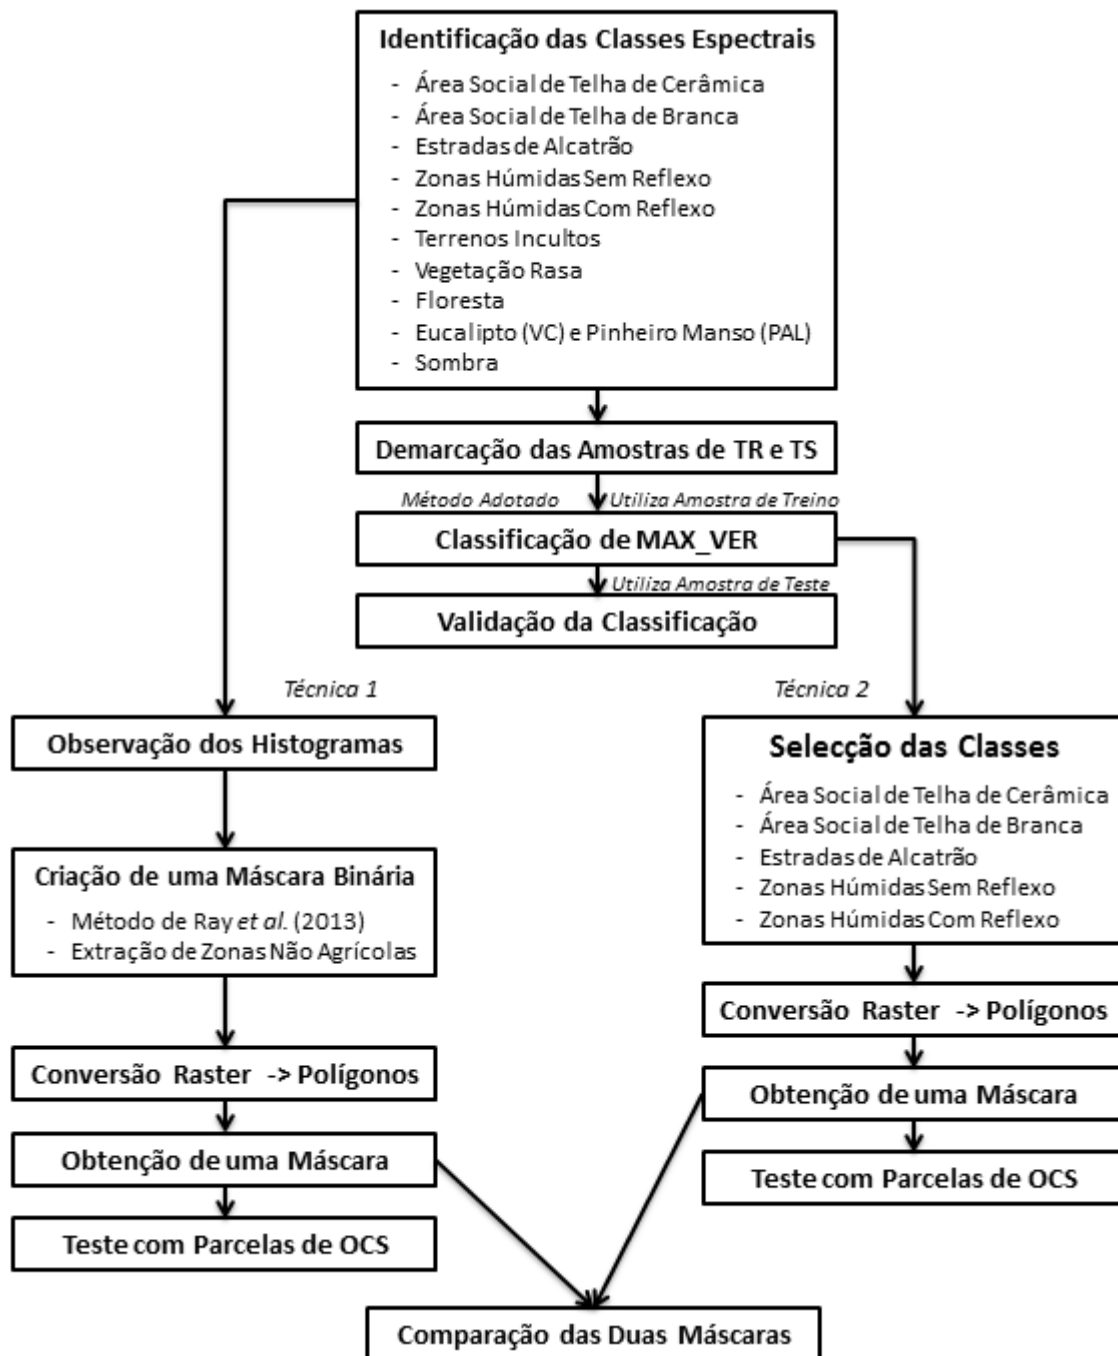 Identificação das Classes Espectrais
- Área Social de Telha de Cerâmica
- Área Social de Telha de Branca
- Estradas de Alcatrão
- Zonas Húmidas Sem Reflexo
- Zonas Húmidas Com Reflexo
- Terrenos Incultos
- Vegetação Rasa
- Floresta
- Eucalipto (VC) e Pinheiro Manso (PAL)
- Sombra
Demarcação das Amostras de TR e TS
Método Adotado
Utiliza Amostra de Treino
Classificação de MAX_VER
Utiliza Amostra de Teste
Validação da Classificação
Técnica 1
Observação dos Histogramas
Criação de uma Máscara Binária
- Método de Ray et al. (2013)
- Extração de Zonas Não Agrícolas
Conversão Raster -> Polígonos
Obtenção de uma Máscara
Teste com Parcelas de OCS
Técnica 2
Selecção das Classes
- Área Social de Telha de Cerâmica
- Área Social de Telha de Branca
- Estradas de Alcatrão
- Zonas Húmidas Sem Reflexo
- Zonas Húmidas Com Reflexo
Conversão Raster -> Polígonos
Obtenção de uma Máscara
Teste com Parcelas de OCS
Comparação das Duas Máscaras